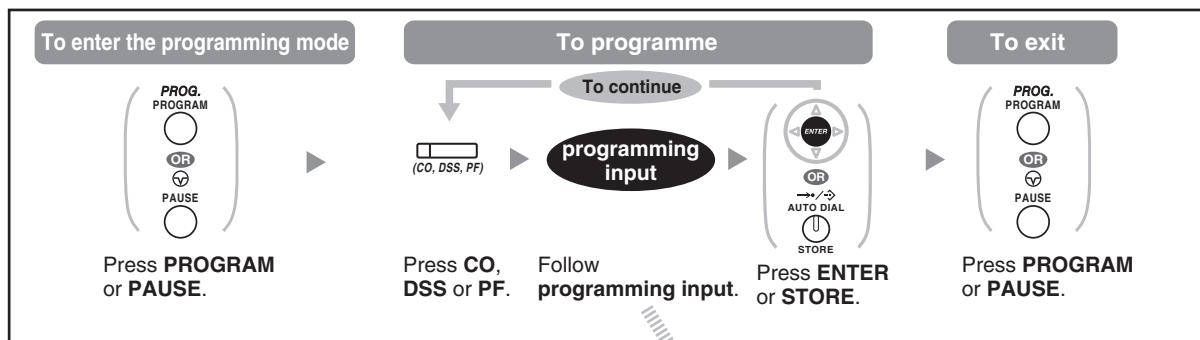 To enter the programming mode
To programme
To exit
To continue
PROG.
PROGRAM
OR
PAUSE
(CO, DSS, PF)
programming
input
ENTER
OR
AUTO DIAL
STORE
PROG.
PROGRAM
OR
PAUSE
Press PROGRAM
or PAUSE.
Press CO,
DSS or PF.
Follow
programming input.
Press ENTER
or STORE.
Press PROGRAM
or PAUSE.